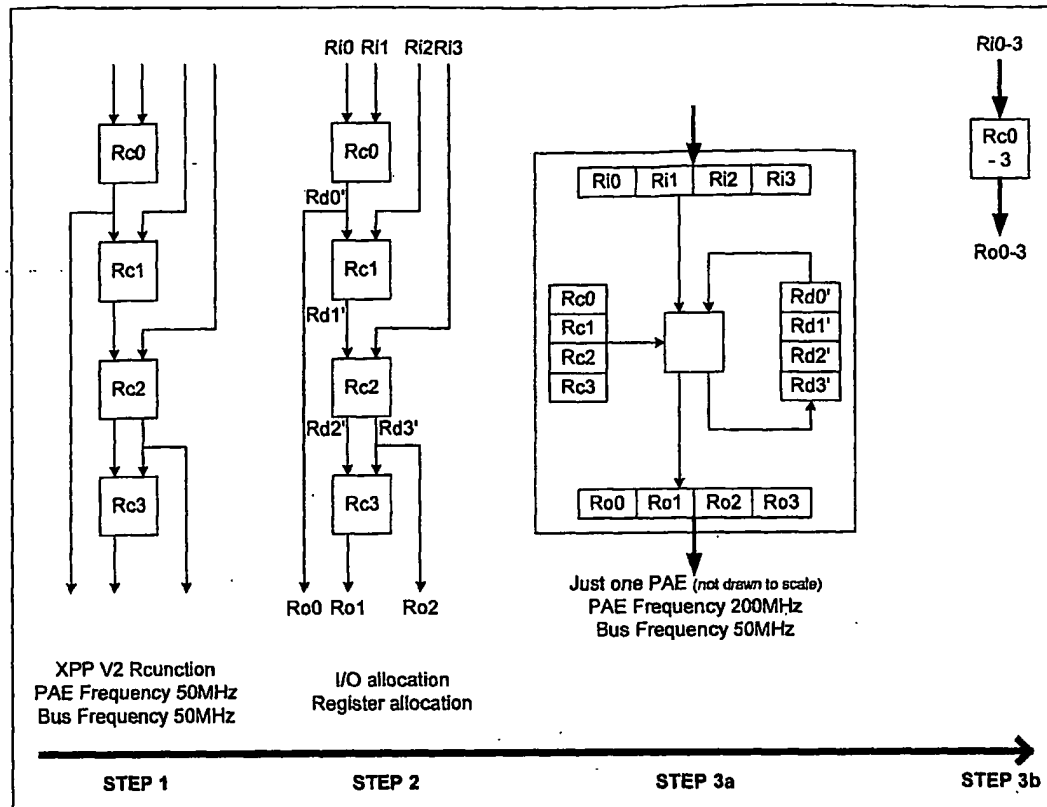 Rc0
Rc1
Rc2
Rc3
XPP V2 Rcunction
PAE Frequency 50MHz
Bus Frequency 50MHz
Ri0 Ri1 Ri2Ri3
Rc0
Rd0'
Rc1
Rd1'
Rc2
Rd2' Rd3'
Rc3
Ro0 Ro1 Ro2
I/O allocation
Register allocation
Ri0 Ri1 Ri2 Ri3
Rc0
Rc1
Rc2
Rc3
Rd0'
Rd1'
Rd2'
Rd3'
Ro0 Ro1 Ro2 Ro3
Just one PAE (not drawn to scale)
PAE Frequency 200MHz
Bus Frequency 50MHz
Ri0-3
Rc0
- 3
Ro0-3
STEP 1 STEP 2 STEP 3a STEP 3b